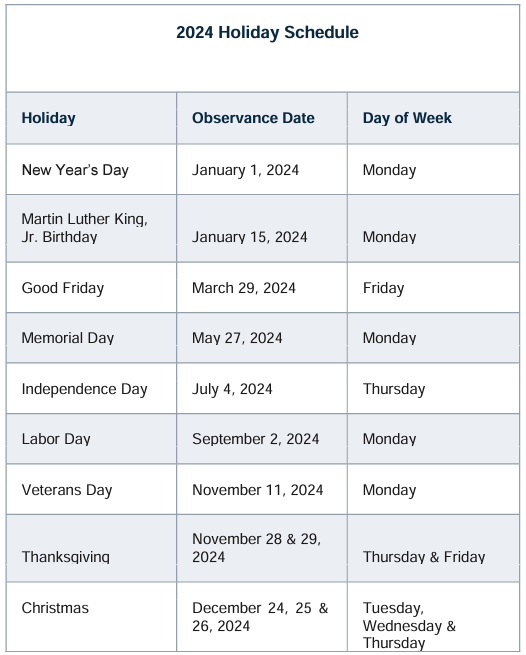 2024 Holiday Schedule
Holiday Observance Date Day of Week
New Year's Day January 1, 2024 Monday
Martin Luther King,
Jr. Birthday January 15, 2024 Monday
Good Friday March 29, 2024 Friday
Memorial Day May 27, 2024 Monday
Independence Day July 4, 2024 Thursday
Labor Day September 2, 2024 Monday
Veterans Day November 11, 2024 Monday
November 28 & 29,
Thanksgiving 2024 Thursday & Friday
Christmas December 24, 25 & Tuesday,
26, 2024 Wednesday &
Thursday